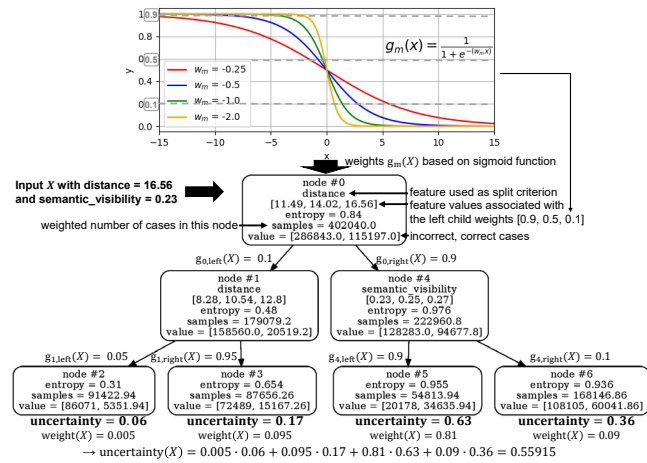 1.0
0.9
0.8
0.6
0.5
0.4
0.2
0.1
0.0
y
g_m(x) = 1 / (1 + e^{-(w_m x)})
w_m = -0.25
w_m = -0.5
w_m = -1.0
w_m = -2.0
−15 −10 −5 0 5 10 15
x
weights g_m(X) based on sigmoid function
Input X with distance = 16.56
and semantic_visibility = 0.23
node #0
distance
[11.49, 14.02, 16.56]
entropy = 0.84
samples = 402040.0
value = [286843.0, 115197.0]
feature used as split criterion
feature values associated with
the left child weights [0.9, 0.5, 0.1]
weighted number of cases in this node
incorrect, correct cases
g_{0,left}(X) = 0.1
g_{0,right}(X) = 0.9
node #1
distance
[8.28, 10.54, 12.8]
entropy = 0.48
samples = 179079.2
value = [158560.0, 20519.2]
node #4
semantic_visibility
[0.23, 0.25, 0.27]
entropy = 0.976
samples = 222960.8
value = [128283.0, 94677.8]
g_{1,left}(X) = 0.05
g_{1,right}(X) = 0.95
g_{4,left}(X) = 0.9
g_{4,right}(X) = 0.1
node #2
entropy = 0.31
samples = 91422.94
value = [86071, 5351.94]
uncertainty = 0.06
weight(X) = 0.005
node #3
entropy = 0.654
samples = 87656.26
value = [72489, 15167.26]
uncertainty = 0.17
weight(X) = 0.095
node #5
entropy = 0.955
samples = 54813.94
value = [20178, 34635.94]
uncertainty = 0.63
weight(X) = 0.81
node #6
entropy = 0.936
samples = 168146.86
value = [108105, 60041.86]
uncertainty = 0.36
weight(X) = 0.09
→ uncertainty(X) = 0.005 · 0.06 + 0.095 · 0.17 + 0.81 · 0.63 + 0.09 · 0.36 = 0.55915